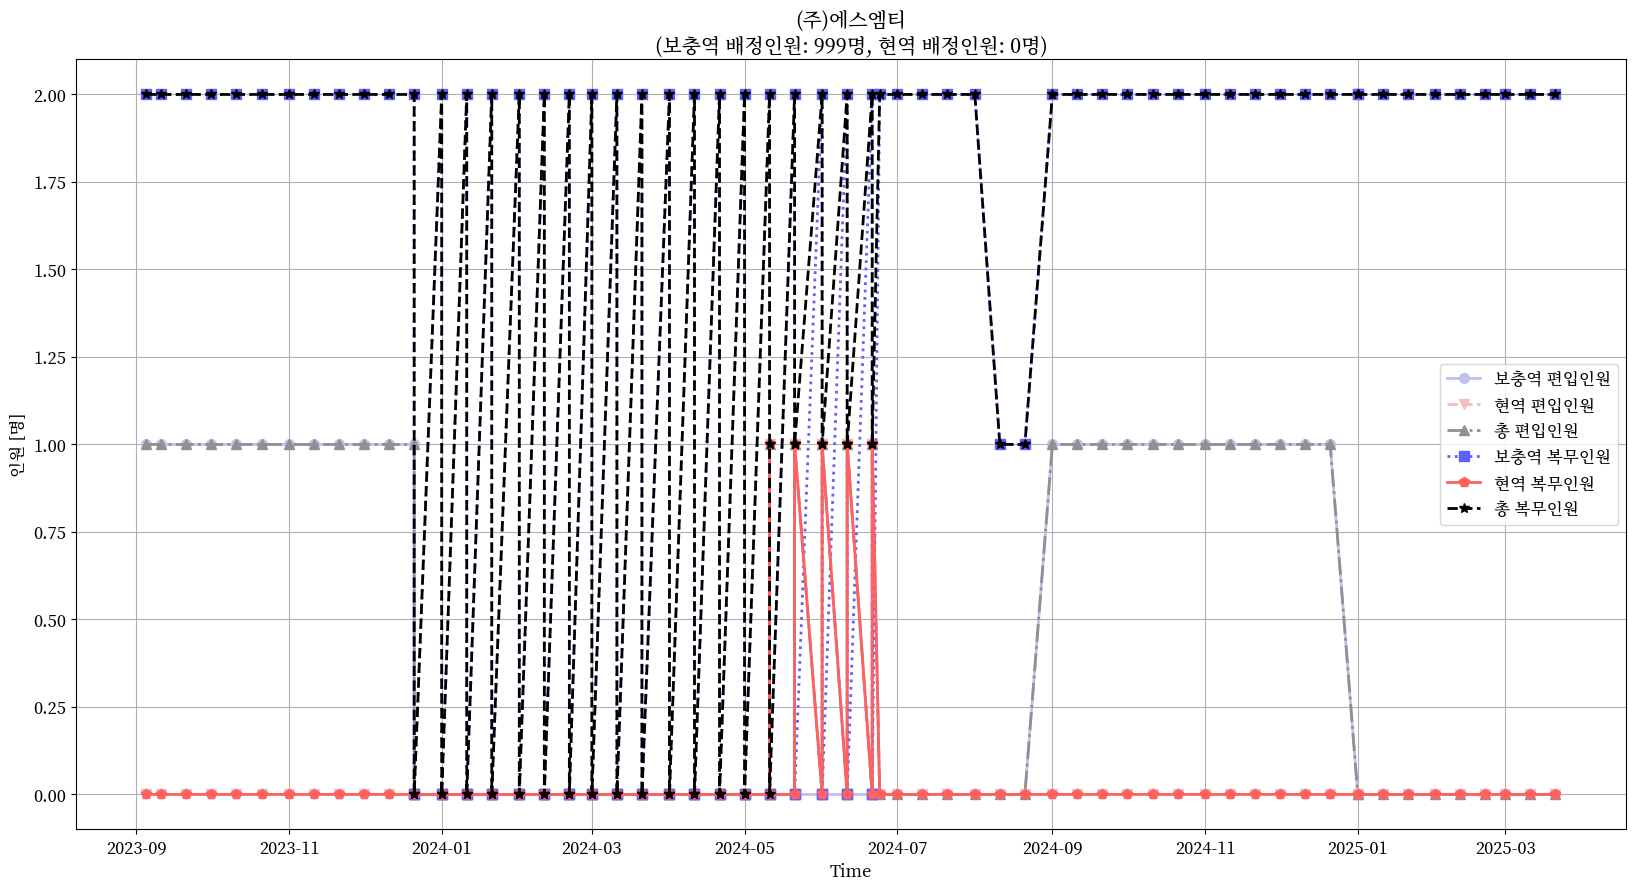 (주)에스엠티
(보충역 배정인원: 999명, 현역 배정인원: 0명)
인원 [명]
2.00
1.75
1.50
1.25
1.00
0.75
0.50
0.25
0.00
보충역 편입인원
현역 편입인원
총 편입인원
보충역 복무인원
현역 복무인원
총 복무인원
2023-09 2023-11 2024-01 2024-03 2024-05 2024-07 2024-09 2024-11 2025-01 2025-03
Time